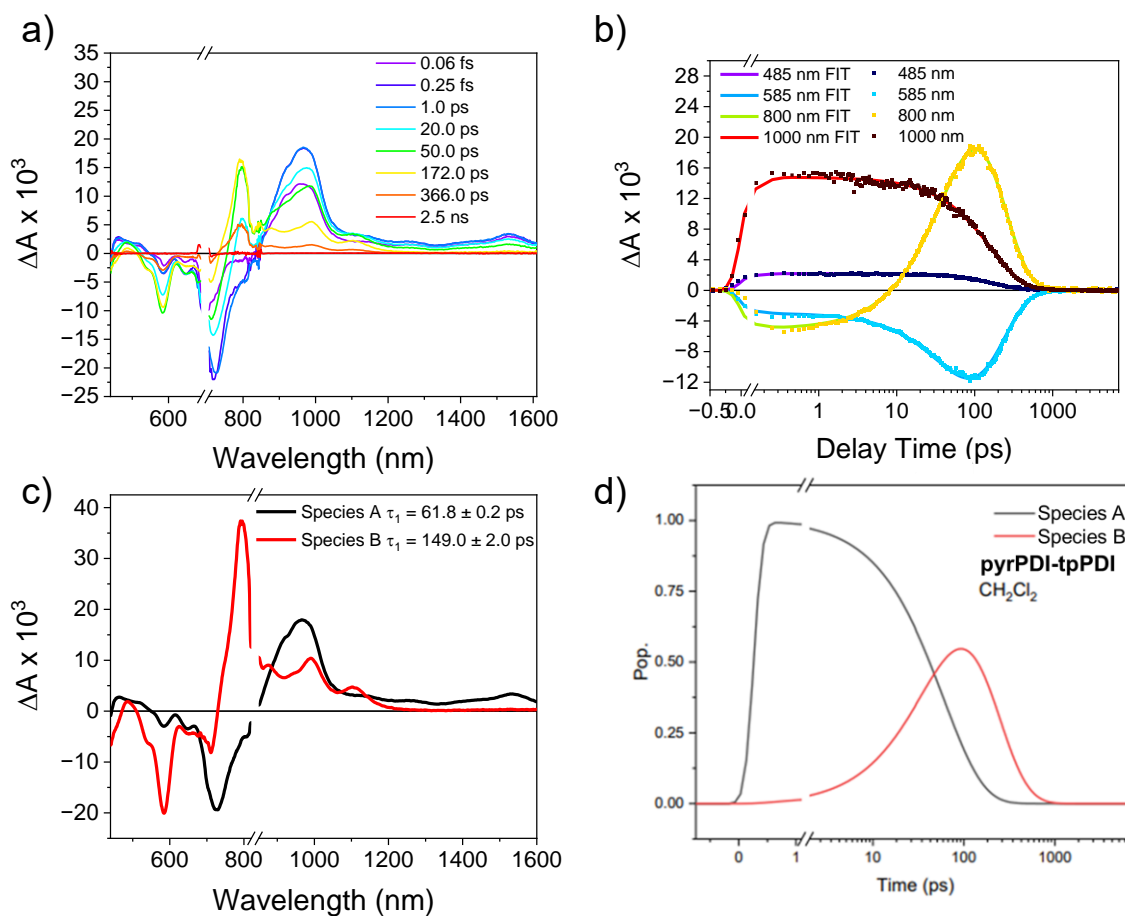 a)
35
30
25
20
15
10
5
0
−5
−10
−15
−20
−25
600
800
1000
1200
1400
1600
ΔA x 10³
Wavelength (nm)
0.06 fs
0.25 fs
1.0 ps
20.0 ps
50.0 ps
172.0 ps
366.0 ps
2.5 ns
b)
28
24
20
16
12
8
4
0
−4
−8
−12
−0.5
0.0
1
10
100
1000
ΔA x 10³
Delay Time (ps)
485 nm FIT
585 nm FIT
800 nm FIT
1000 nm FIT
485 nm
585 nm
800 nm
1000 nm
c)
40
30
20
10
0
−10
−20
600
800
1000
1200
1400
1600
ΔA x 10³
Wavelength (nm)
Species A τ₁ = 61.8 ± 0.2 ps
Species B τ₁ = 149.0 ± 2.0 ps
d)
1.00
0.75
0.50
0.25
0.00
0
1
10
100
1000
Pop.
Time (ps)
Species A
Species B
pyrPDI-tpPDI
CH₂Cl₂